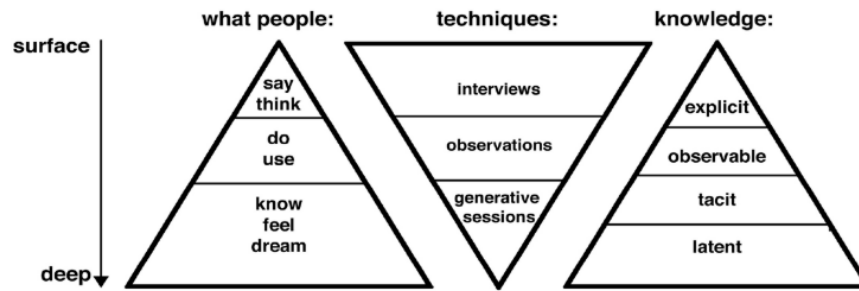 what people:
techniques:
knowledge:
surface
say
think
do
use
know
feel
dream
interviews
observations
generative
sessions
explicit
observable
tacit
latent
deep